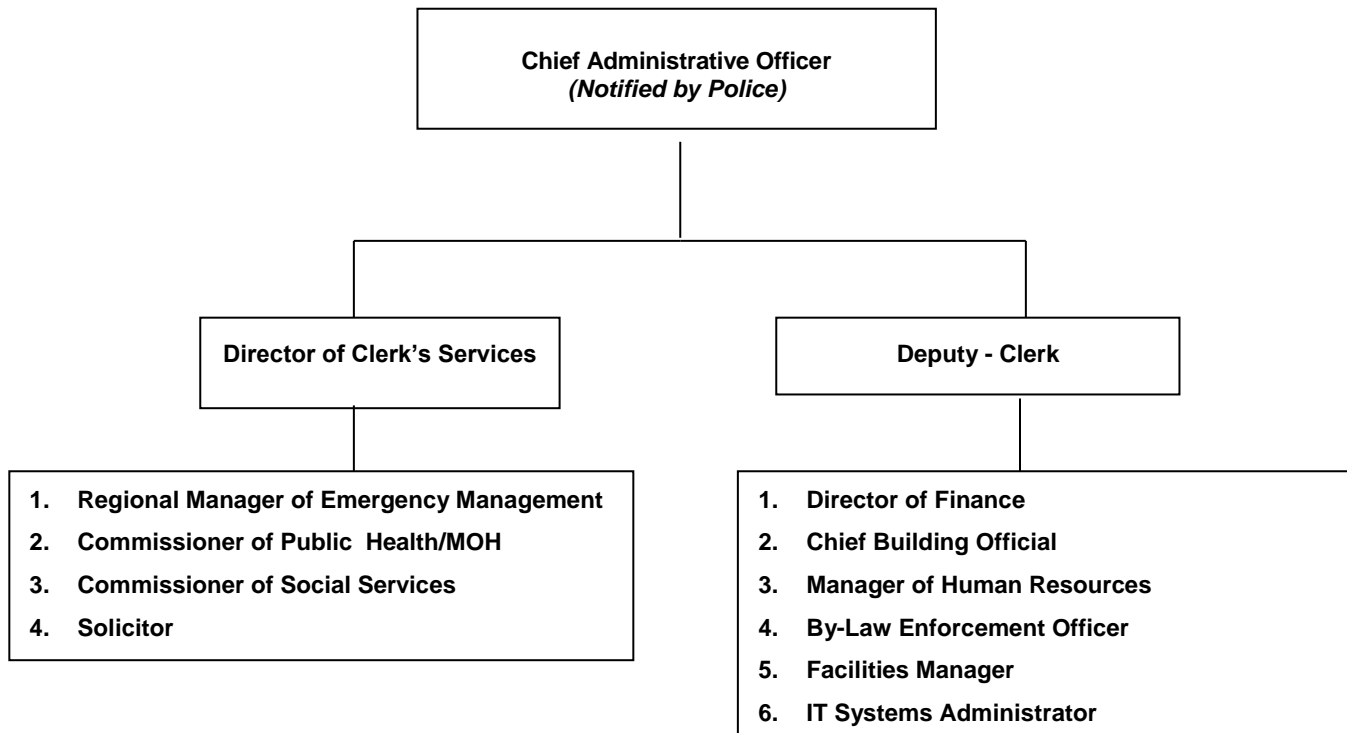 Chief Administrative Officer
(Notified by Police)
Director of Clerk’s Services
Deputy - Clerk
1. Regional Manager of Emergency Management
2. Commissioner of Public Health/MOH
3. Commissioner of Social Services
4. Solicitor
1. Director of Finance
2. Chief Building Official
3. Manager of Human Resources
4. By-Law Enforcement Officer
5. Facilities Manager
6. IT Systems Administrator